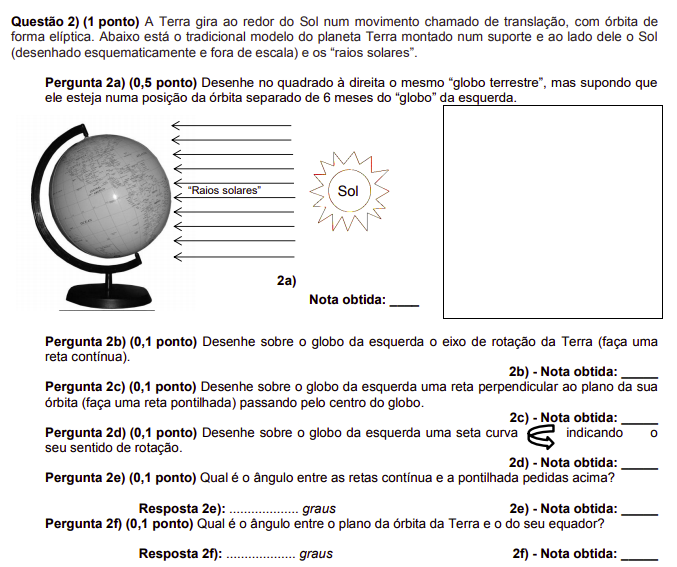 Questão 2) (1 ponto) A Terra gira ao redor do Sol num movimento chamado de translação, com órbita de
forma elíptica. Abaixo está o tradicional modelo do planeta Terra montado num suporte e ao lado dele o Sol
(desenhado esquematicamente e fora de escala) e os “raios solares”.
Pergunta 2a) (0,5 ponto) Desenhe no quadrado à direita o mesmo “globo terrestre”, mas supondo que
ele esteja numa posição da órbita separado de 6 meses do “globo” da esquerda.
“Raios solares”
Sol
2a)
Nota obtida: ____
Pergunta 2b) (0,1 ponto) Desenhe sobre o globo da esquerda o eixo de rotação da Terra (faça uma
reta contínua).
2b) - Nota obtida: _____
Pergunta 2c) (0,1 ponto) Desenhe sobre o globo da esquerda uma reta perpendicular ao plano da sua
órbita (faça uma reta pontilhada) passando pelo centro do globo.
2c) - Nota obtida: _____
Pergunta 2d) (0,1 ponto) Desenhe sobre o globo da esquerda uma seta curva indicando o
seu sentido de rotação.
2d) - Nota obtida: _____
Pergunta 2e) (0,1 ponto) Qual é o ângulo entre as retas contínua e a pontilhada pedidas acima?
Resposta 2e): ................... graus 2e) - Nota obtida: _____
Pergunta 2f) (0,1 ponto) Qual é o ângulo entre o plano da órbita da Terra e o do seu equador?
Resposta 2f): ................... graus 2f) - Nota obtida: _____